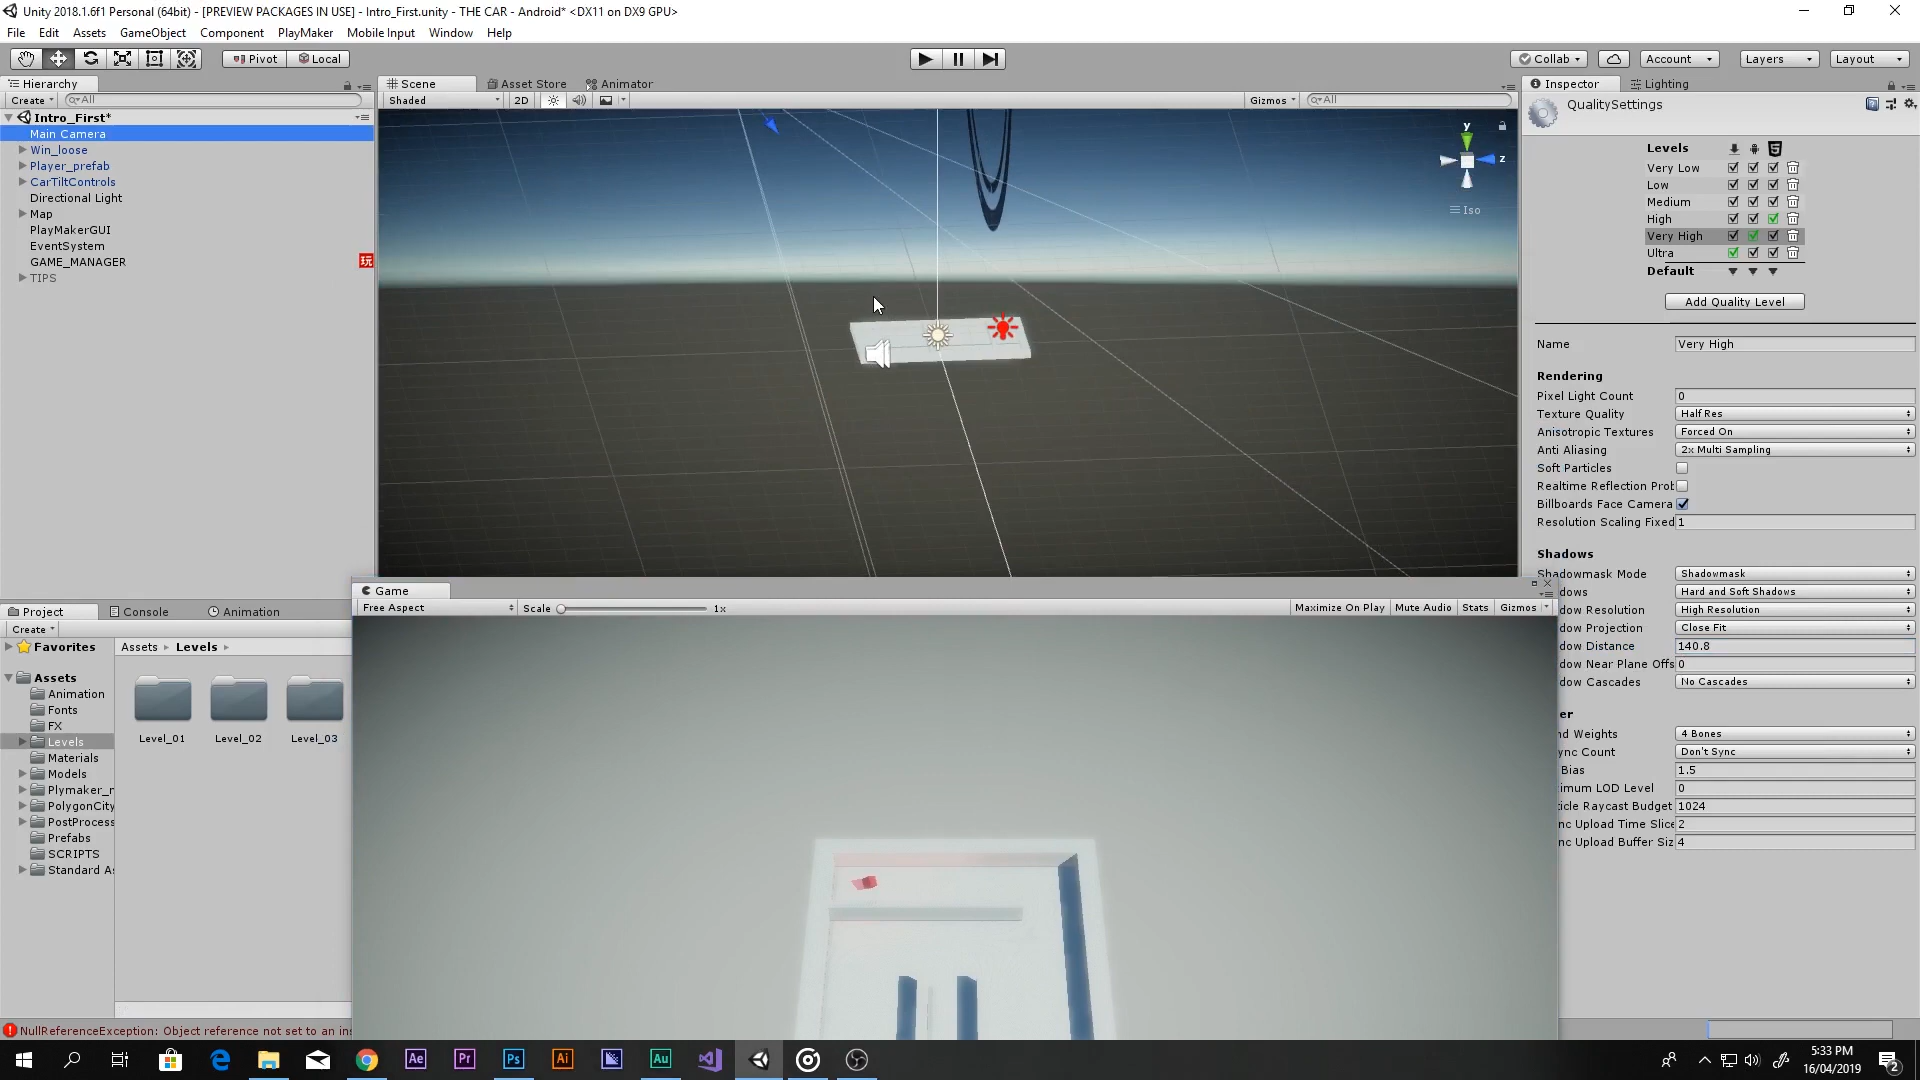 Unity 2018.1.6f1 Personal (64bit) - [PREVIEW PACKAGES IN USE] - Intro_First.unity - THE CAR - Android* <DX11 on DX9 GPU>
File Edit Assets GameObject Component PlayMaker Mobile Input Window Help
Pivot Local Collab Account Layers Layout
Hierarchy Scene Asset Store Animator Inspector Lighting
Create All Shaded 2D Gizmos All QualitySettings
Intro_First*
Main Camera
Win_loose
Player_prefab
CarTiltControls
Directional Light
Map
PlayMakerGUI
EventSystem
GAME_MANAGER 玩
TIPS
y
z
Iso
Levels
Very Low
Low
Medium
High
Very High
Ultra
Default
Add Quality Level
Name Very High
Rendering
Pixel Light Count 0
Texture Quality Half Res
Anisotropic Textures Forced On
Anti Aliasing 2x Multi Sampling
Soft Particles
Realtime Reflection Prob
Billboards Face Camera
Resolution Scaling Fixed 1
Shadows
Shadowmask Mode Shadowmask
dows Hard and Soft Shadows
dow Resolution High Resolution
dow Projection Close Fit
dow Distance 140.8
dow Near Plane Offs 0
dow Cascades No Cascades
er
nd Weights 4 Bones
ync Count Don't Sync
Bias 1.5
imum LOD Level 0
icle Raycast Budget 1024
nc Upload Time Slice 2
nc Upload Buffer Siz 4
Game
Free Aspect Scale 1x Maximize On Play Mute Audio Stats Gizmos
Project Console Animation
Create
Favorites
Assets Levels
Assets
Animation
Fonts
FX
Levels
Materials
Models
Plymaker_r
PolygonCity
PostProcess
Prefabs
SCRIPTS
Standard As
Level_01 Level_02 Level_03
NullReferenceException: Object reference not set to an ins
Ae Pr Ps Ai Au
5:33 PM
16/04/2019
2